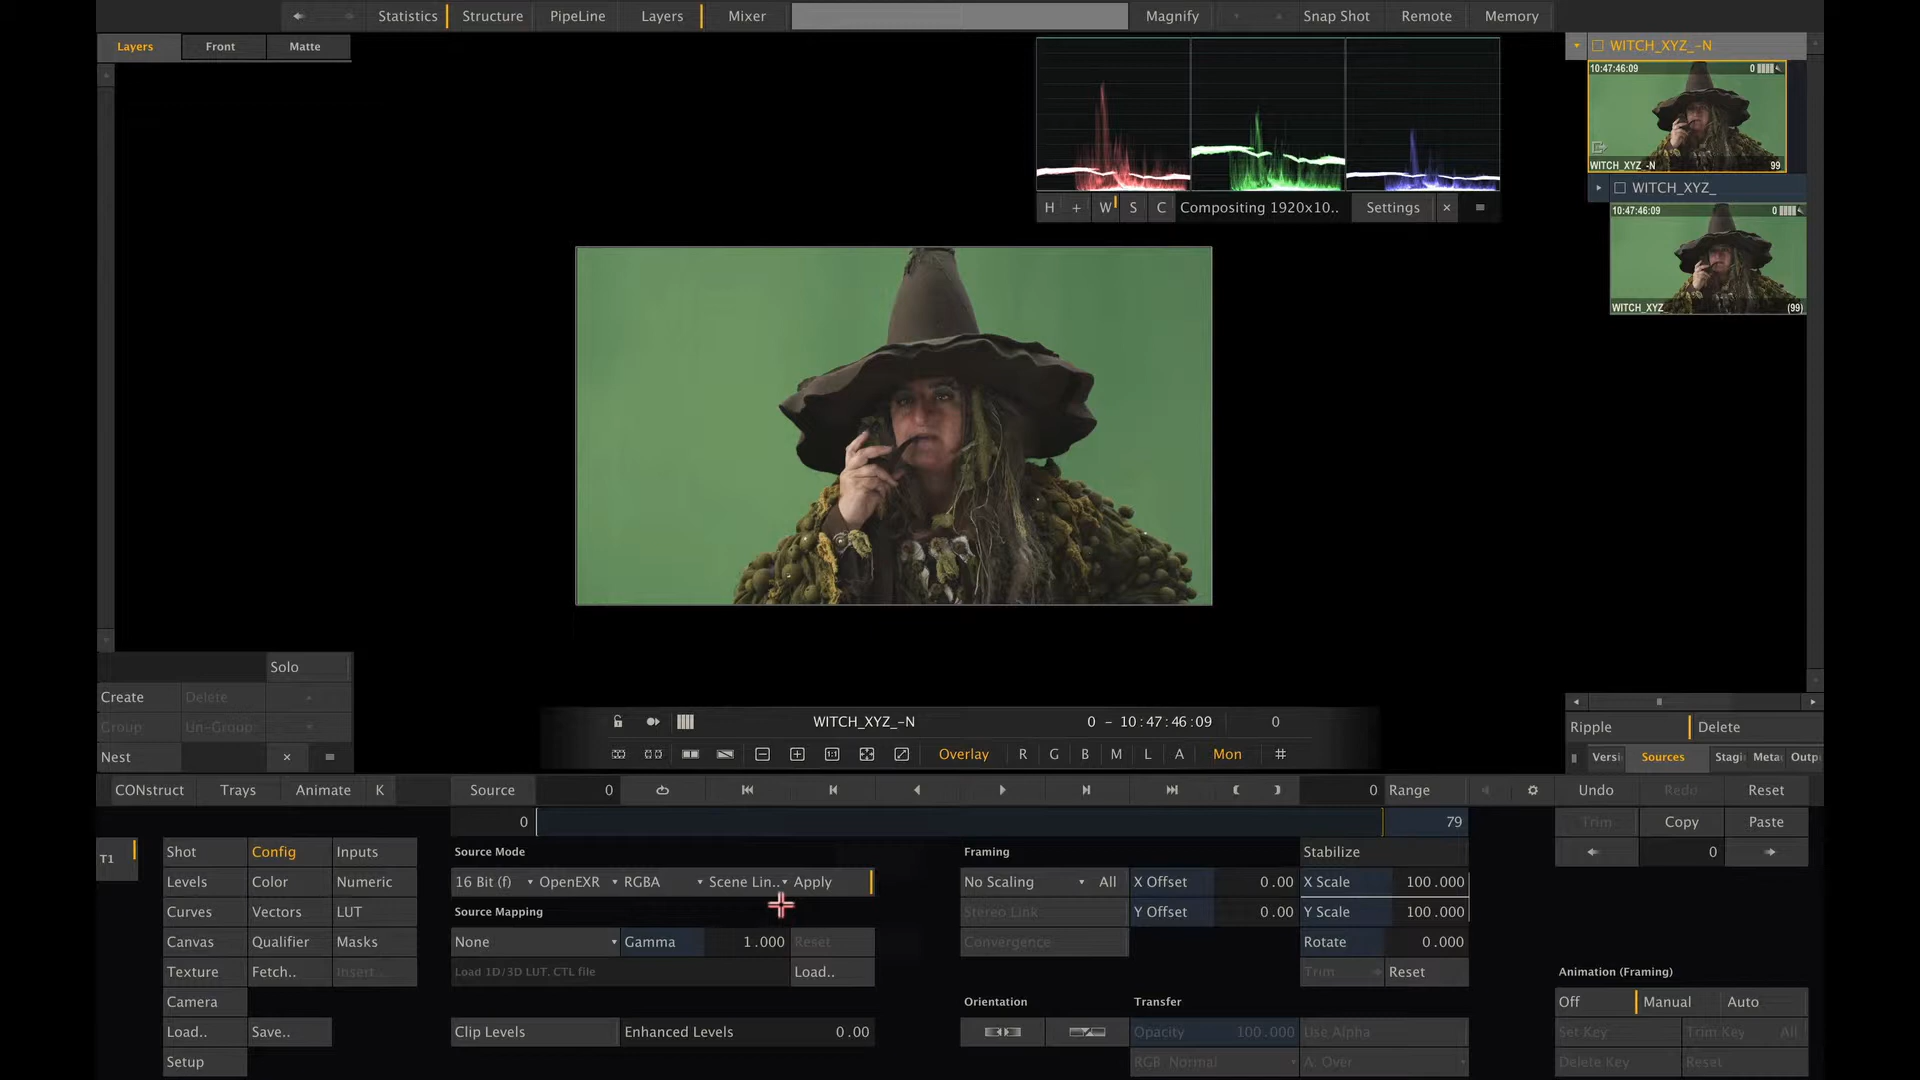 Statistics Structure PipeLine Layers Mixer Magnify Snap Shot Remote Memory
Layers Front Matte
WITCH_XYZ_-N
10:47:46:09 0
WITCH_XYZ_-N 99
WITCH_XYZ_
10:47:46:09 0
WITCH_XYZ (99)
H + W S C Compositing 1920x10.. Settings ×
Solo
Create Delete
Group Un-Group
Nest ×
WITCH_XYZ_-N 0 - 10:47:46:09 0
1:1 Overlay R G B M L A Mon #
Ripple Delete
Versi Sources Stagi Meta Outp
CONstruct Trays Animate K Source 0 0 Range Undo Redo Reset
0 79 Trim Copy Paste
T1
0
Shot Config Inputs
Levels Color Numeric
Curves Vectors LUT
Canvas Qualifier Masks
Texture Fetch.. Insert..
Camera
Load.. Save..
Setup
Source Mode
16 Bit (f) OpenEXR RGBA Scene Lin.. Apply
Source Mapping
None Gamma 1.000 Reset
Load 1D/3D LUT, CTL file Load..
Clip Levels Enhanced Levels 0.00
Framing Stabilize
No Scaling All X Offset 0.00 X Scale 100.000
Stereo Link Y Offset 0.00 Y Scale 100.000
Convergence Rotate 0.000
Trim Reset
Orientation Transfer
Opacity 100.000 Use Alpha
RGB. Normal A. Over
Animation (Framing)
Off Manual Auto
Set Key Trim Key All
Delete Key Reset